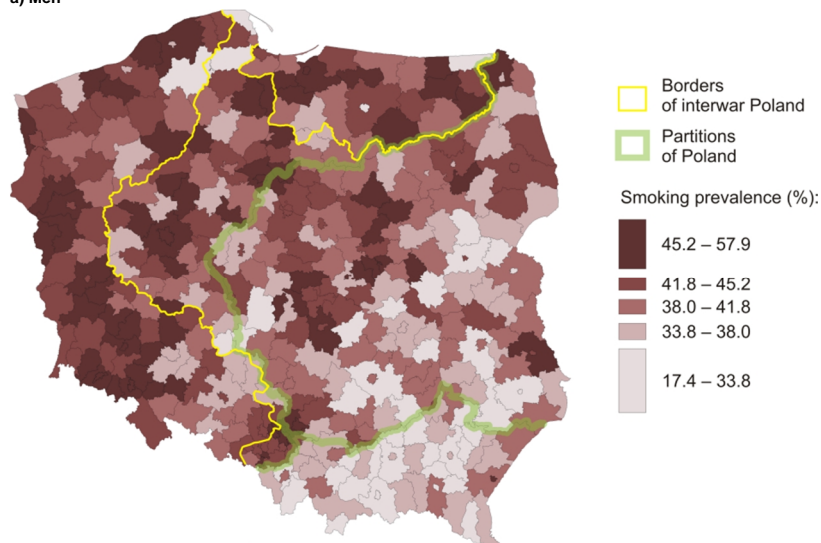 a) Men
Borders
of interwar Poland
Partitions
of Poland
Smoking prevalence (%):
45.2 – 57.9
41.8 – 45.2
38.0 – 41.8
33.8 – 38.0
17.4 – 33.8